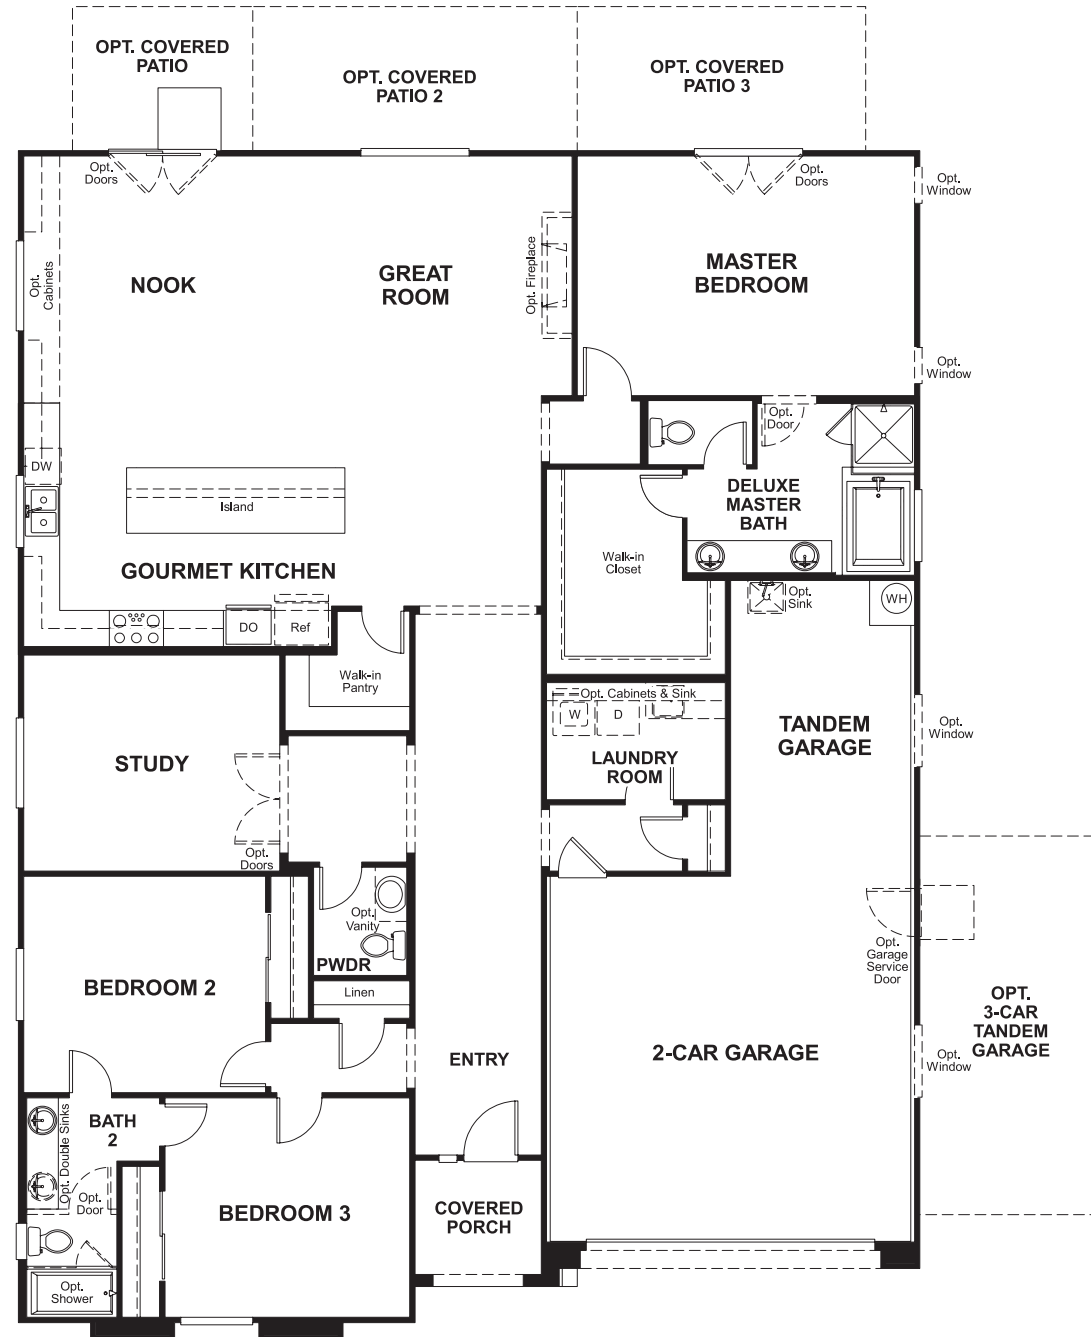 OPT. COVERED
PATIO
OPT. COVERED
PATIO 2
OPT. COVERED
PATIO 3
Opt.
Doors
Opt.
Doors
Opt.
Window
Opt.
Cabinets
NOOK
GREAT
ROOM
Opt. Fireplace
MASTER
BEDROOM
Opt.
Window
Opt.
Door
DW
Island
DELUXE
MASTER
BATH
GOURMET KITCHEN
Walk-in
Closet
Opt.
Sink
WH
DO
Ref
Walk-in
Pantry
Opt. Cabinets & Sink
W
D
LAUNDRY
ROOM
TANDEM
GARAGE
Opt.
Window
STUDY
Opt.
Doors
Opt.
Vanity
PWDR
Linen
BEDROOM 2
Opt.
Garage
Service
Door
OPT.
3-CAR
TANDEM
GARAGE
ENTRY
2-CAR GARAGE
Opt.
Window
BATH
2
Opt. Double Sinks
Opt.
Door
BEDROOM 3
COVERED
PORCH
Opt.
Shower